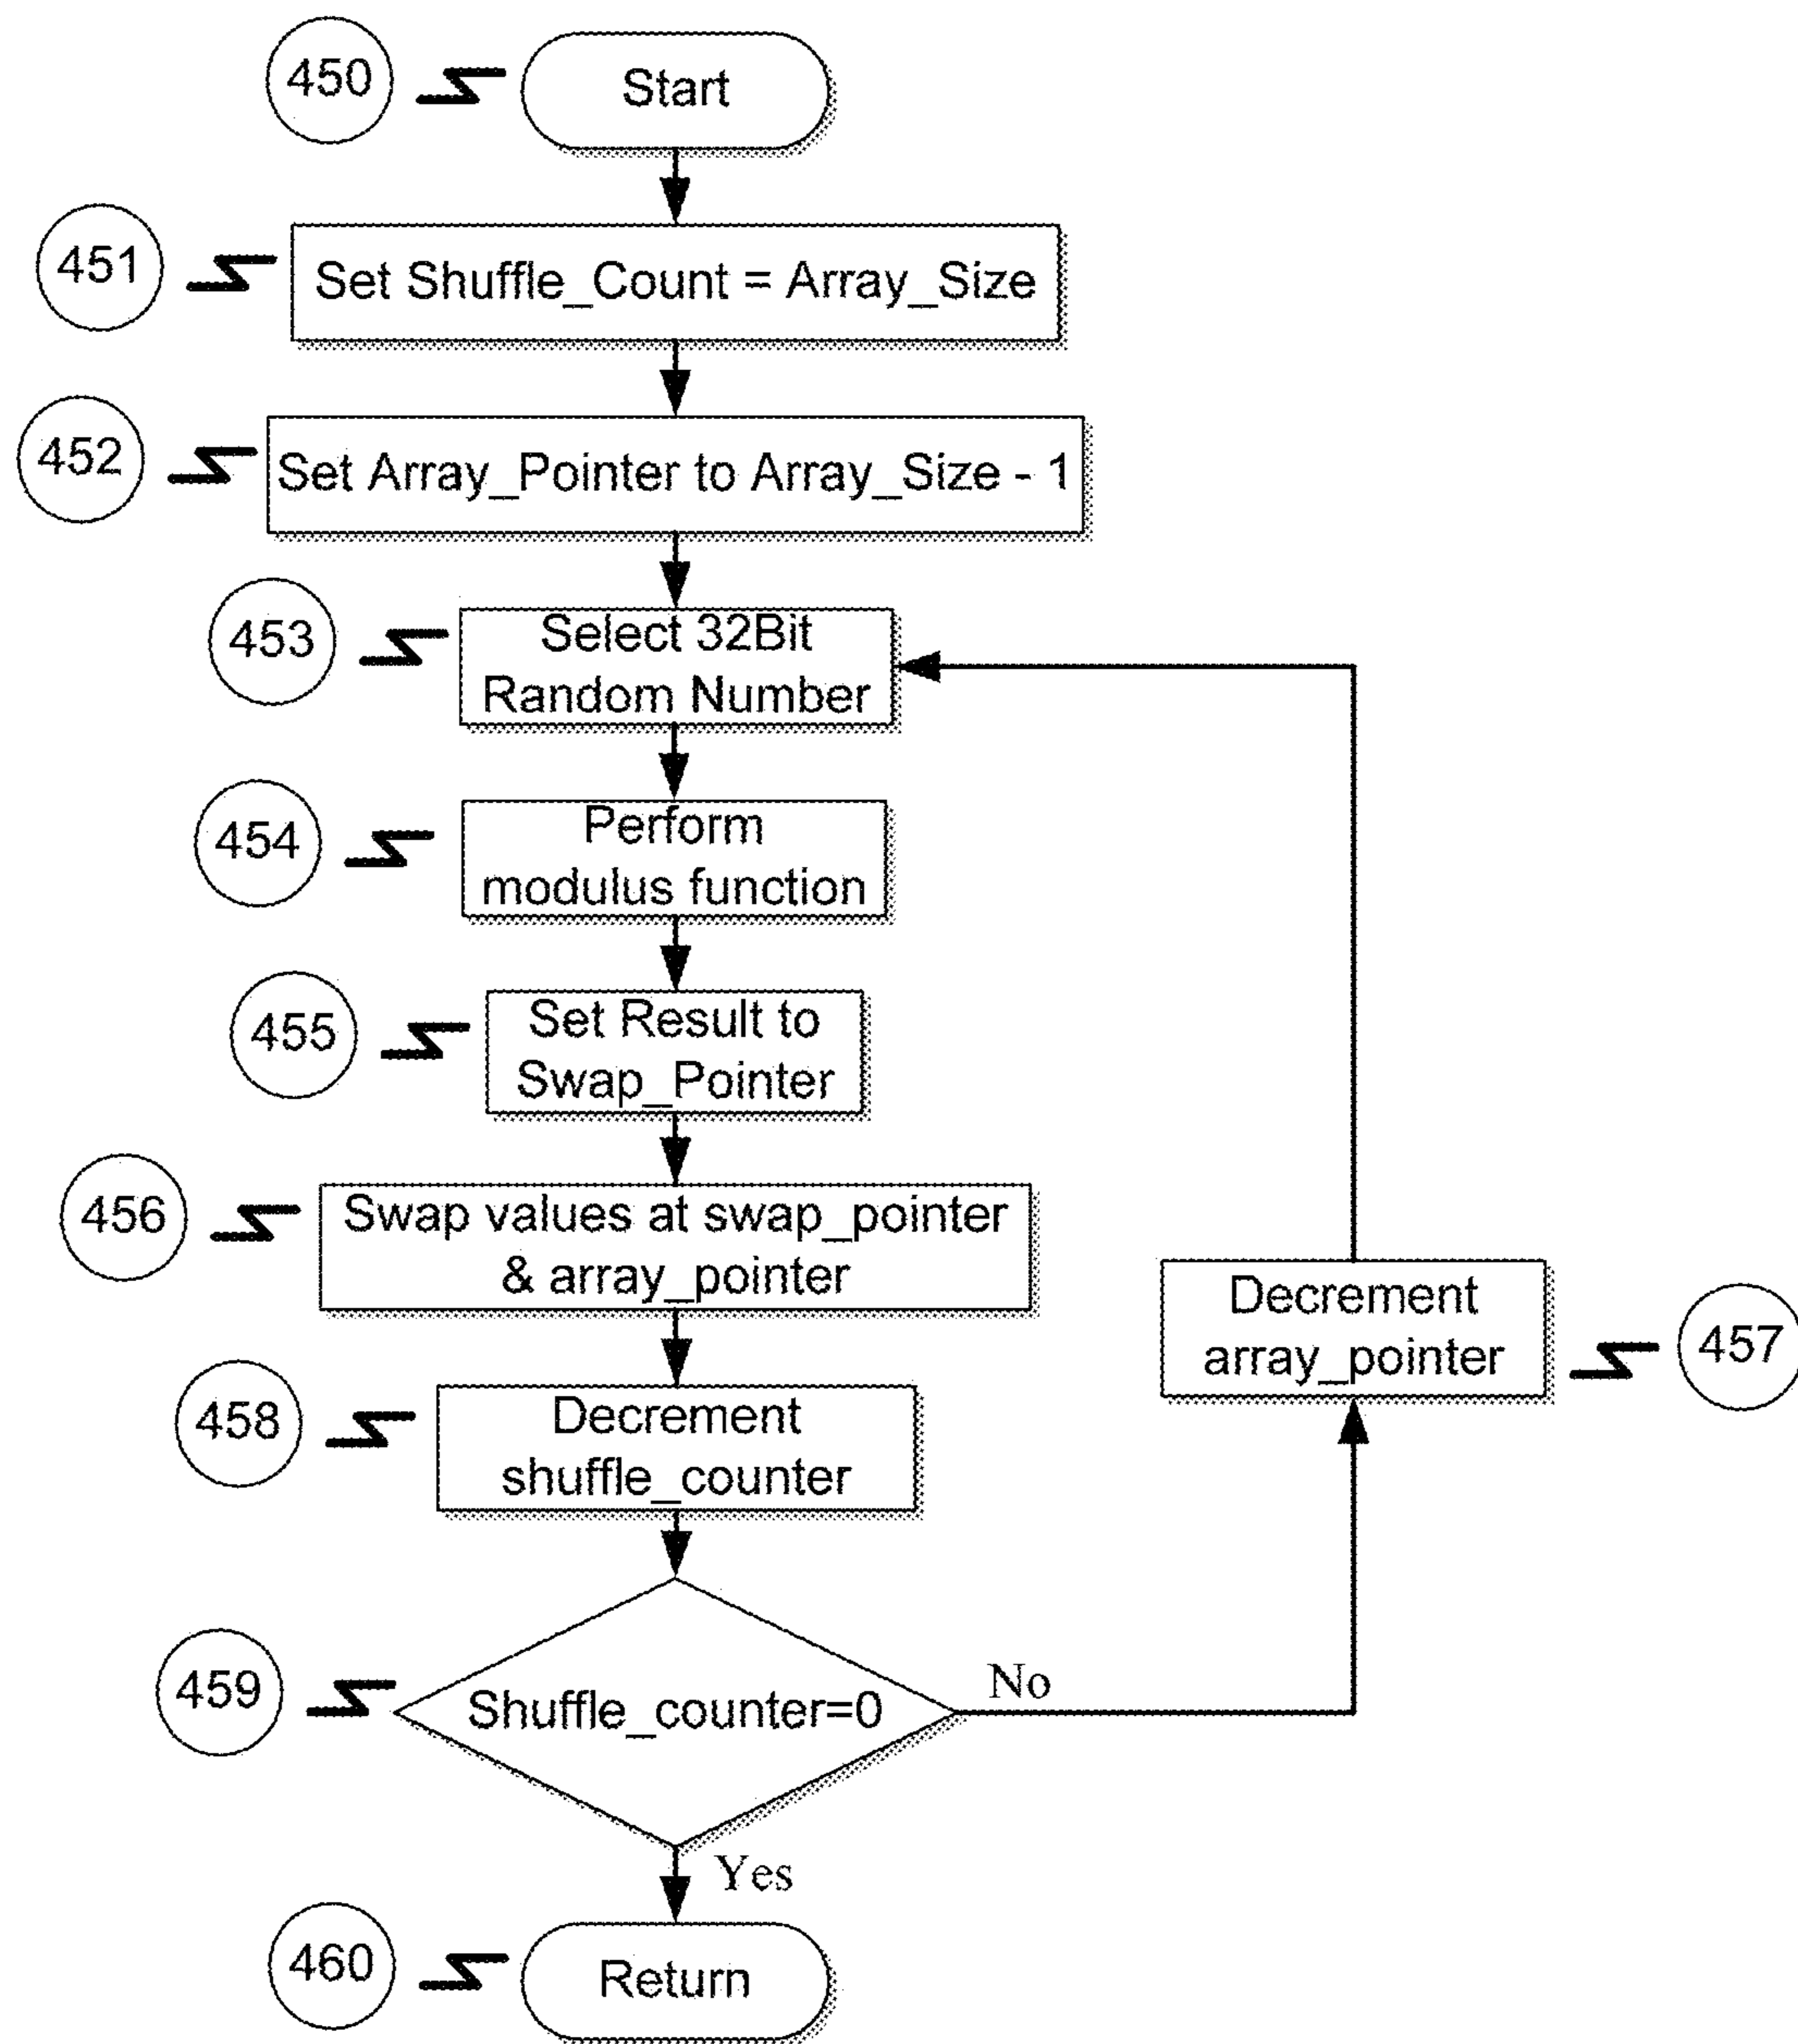 450
Start
451
Set Shuffle_Count = Array_Size
452
Set Array_Pointer to Array_Size - 1
453
Select 32Bit
Random Number
454
Perform
modulus function
455
Set Result to
Swap_Pointer
456
Swap values at swap_pointer
& array_pointer
Decrement
array_pointer
457
458
Decrement
shuffle_counter
459
Shuffle_counter=0
No
Yes
460
Return